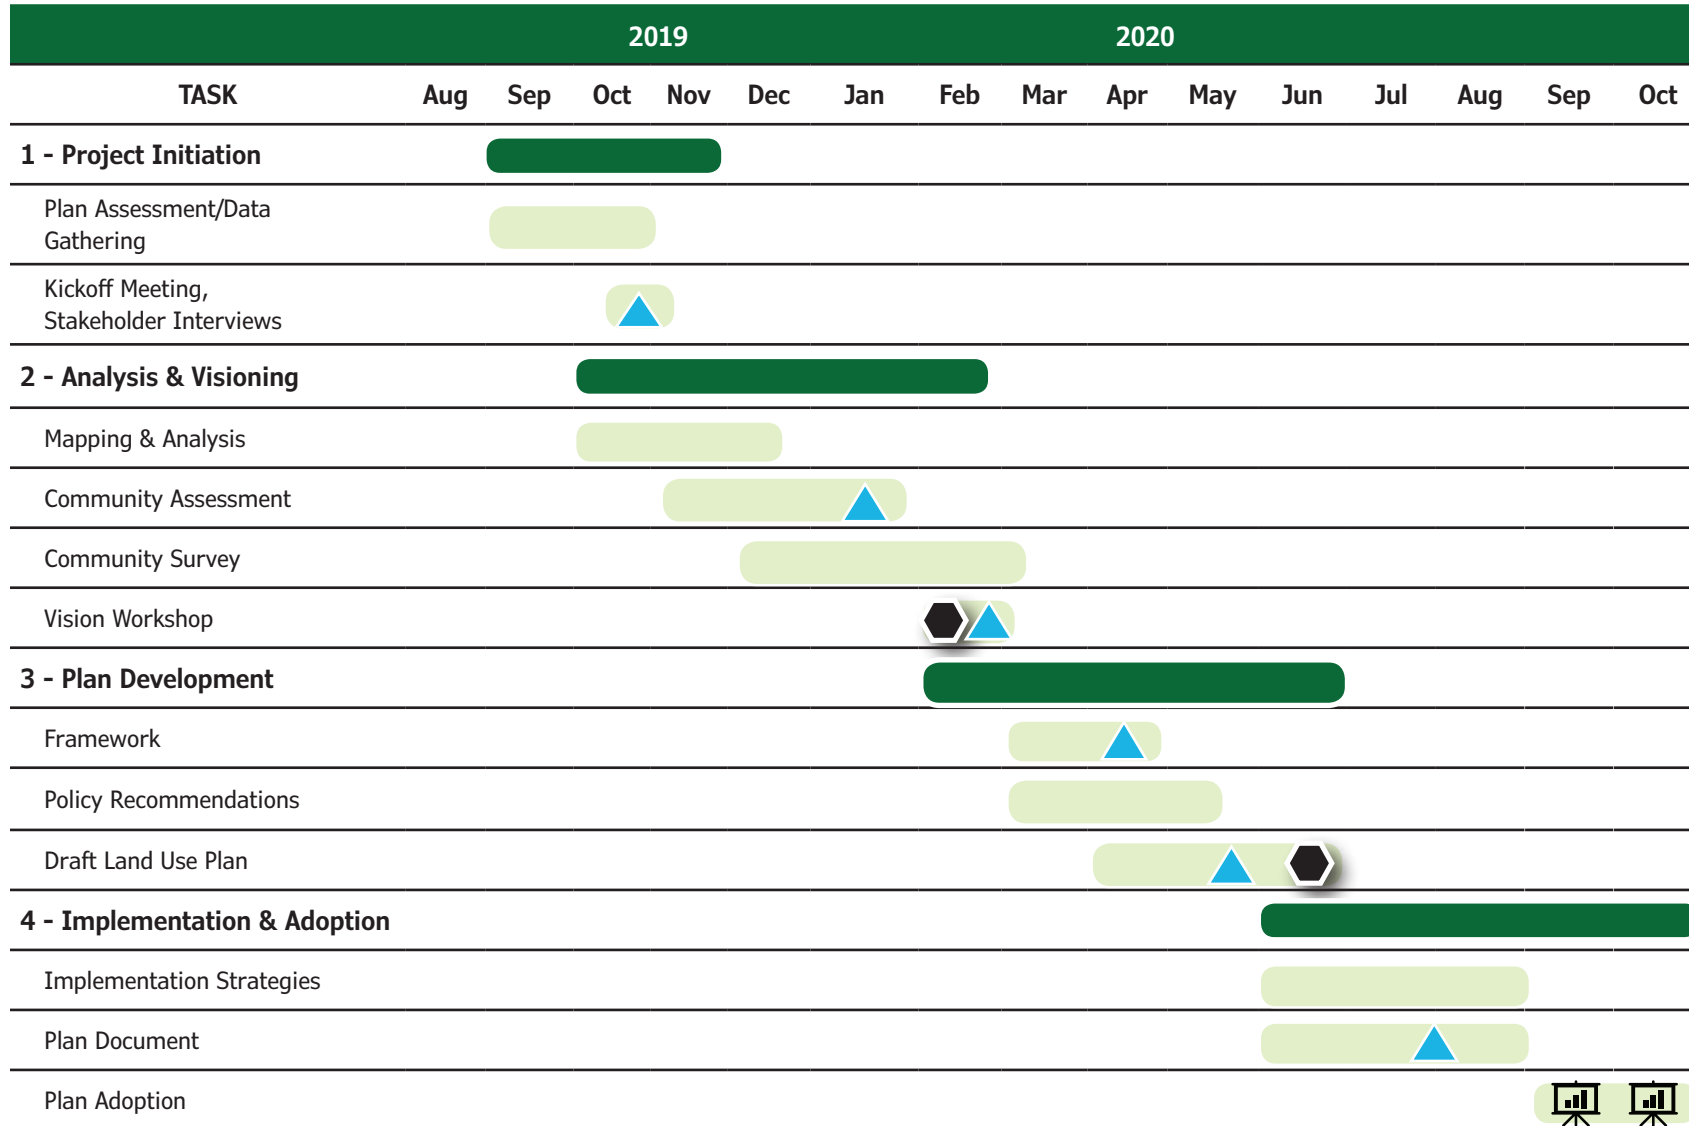 2019 2020
TASK Aug Sep Oct Nov Dec Jan Feb Mar Apr May Jun Jul Aug Sep Oct
1 - Project Initiation
Plan Assessment/Data
Gathering
Kickoff Meeting,
Stakeholder Interviews
2 - Analysis & Visioning
Mapping & Analysis
Community Assessment
Community Survey
Vision Workshop
3 - Plan Development
Framework
Policy Recommendations
Draft Land Use Plan
4 - Implementation & Adoption
Implementation Strategies
Plan Document
Plan Adoption